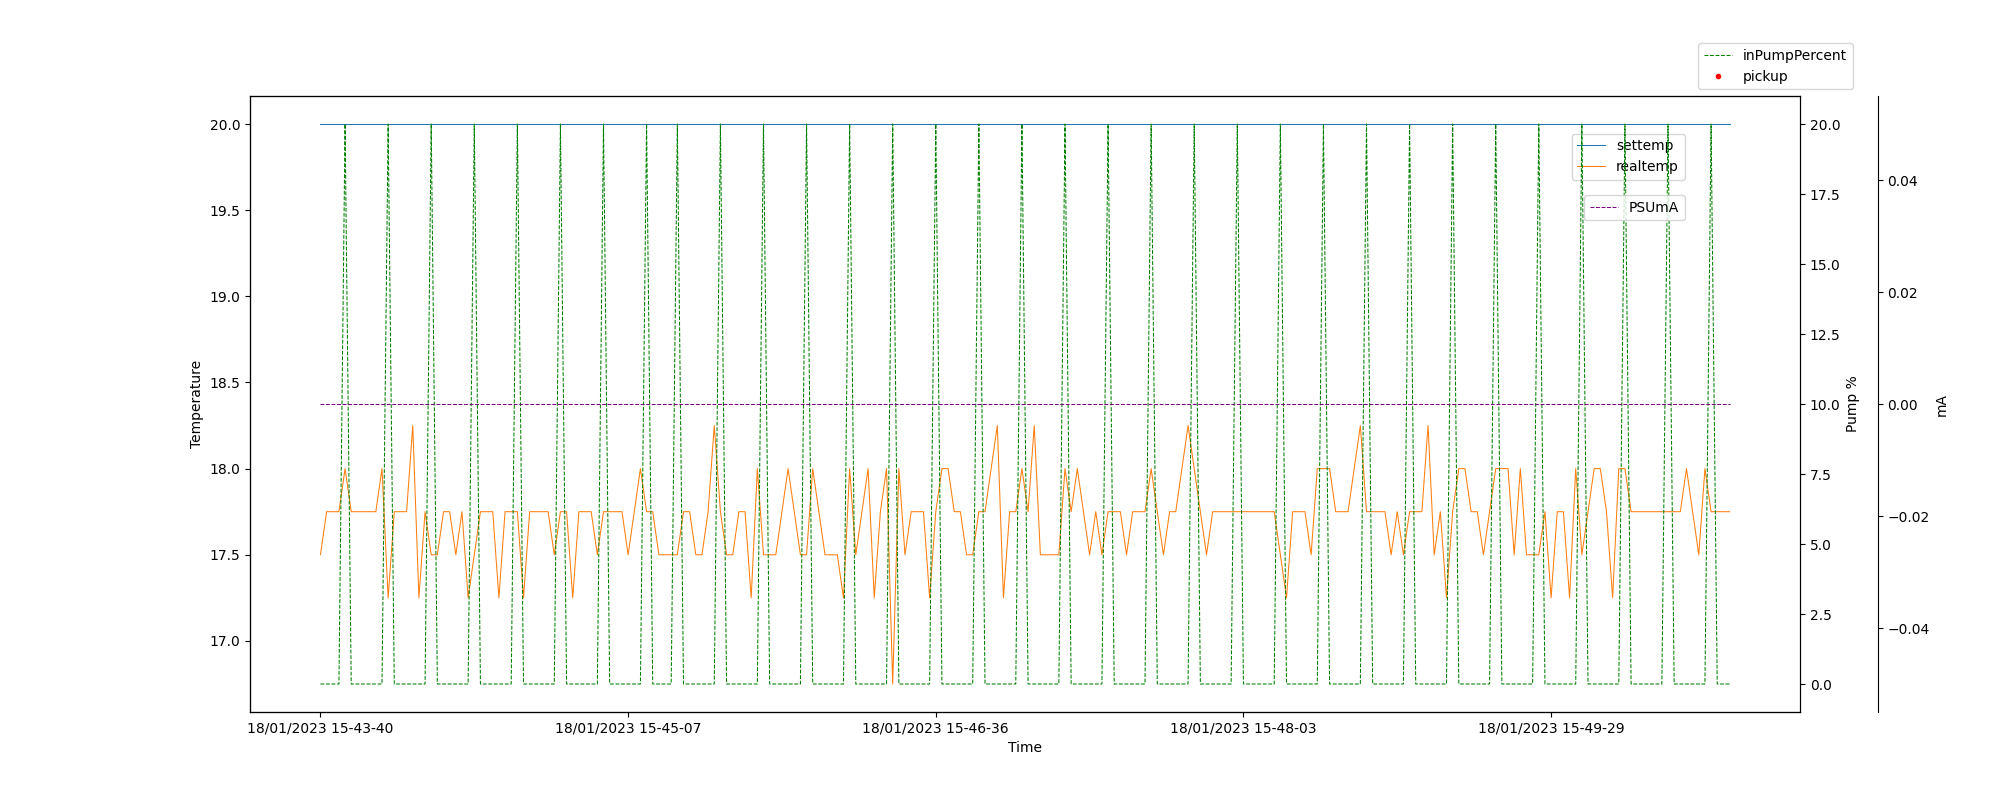 inPumpPercent
pickup
settemp
realtemp
PSUmA
20.0
19.5
19.0
18.5
18.0
17.5
17.0
Temperature
20.0
17.5
15.0
12.5
10.0
7.5
5.0
2.5
0.0
Pump %
0.04
0.02
0.00
−0.02
−0.04
mA
18/01/2023 15-43-40
18/01/2023 15-45-07
18/01/2023 15-46-36
18/01/2023 15-48-03
18/01/2023 15-49-29
Time